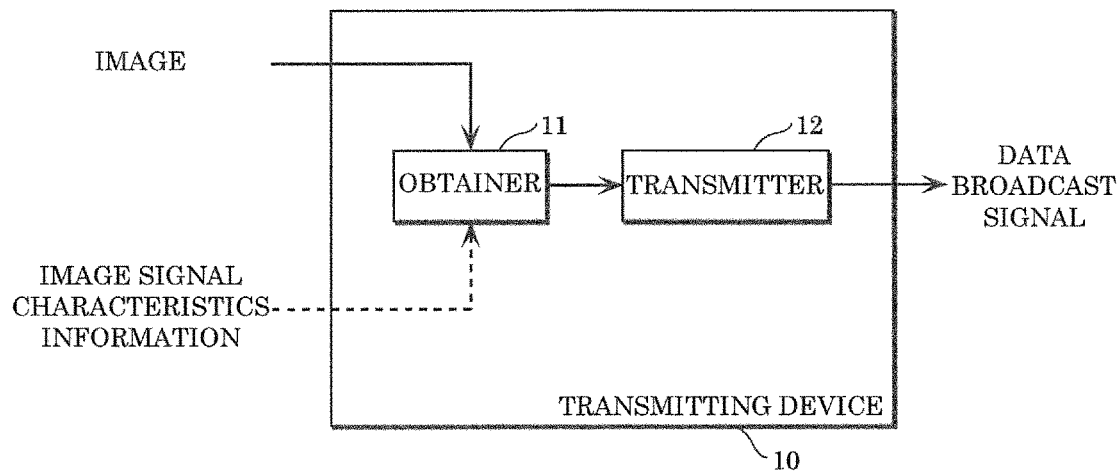 IMAGE
11
12
OBTAINER
TRANSMITTER
DATA
BROADCAST
SIGNAL
IMAGE SIGNAL
CHARACTERISTICS
INFORMATION
TRANSMITTING DEVICE
10